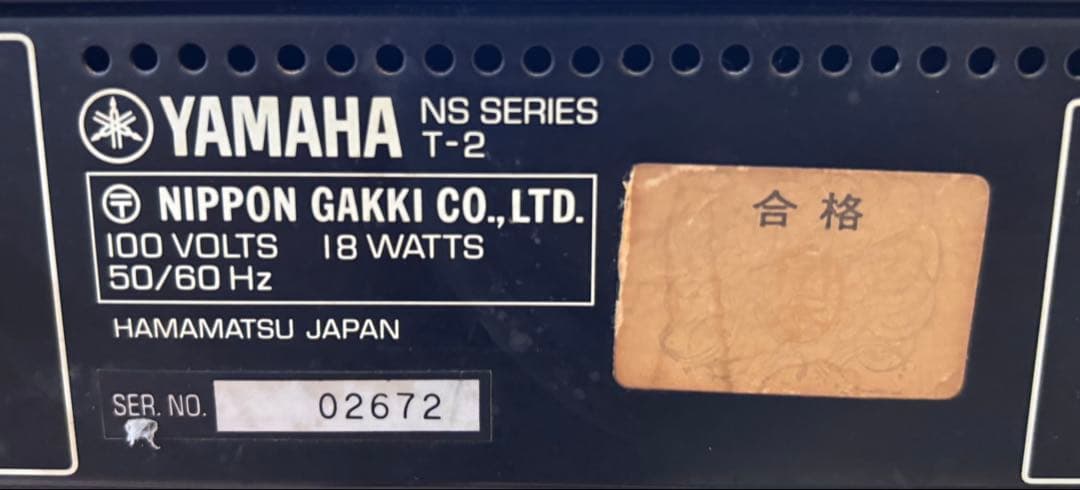 YAMAHA NS SERIES
T-2
〒 NIPPON GAKKI CO., LTD.
100 VOLTS 18 WATTS
50/60 Hz
HAMAMATSU JAPAN
SER. NO. 02672
合格